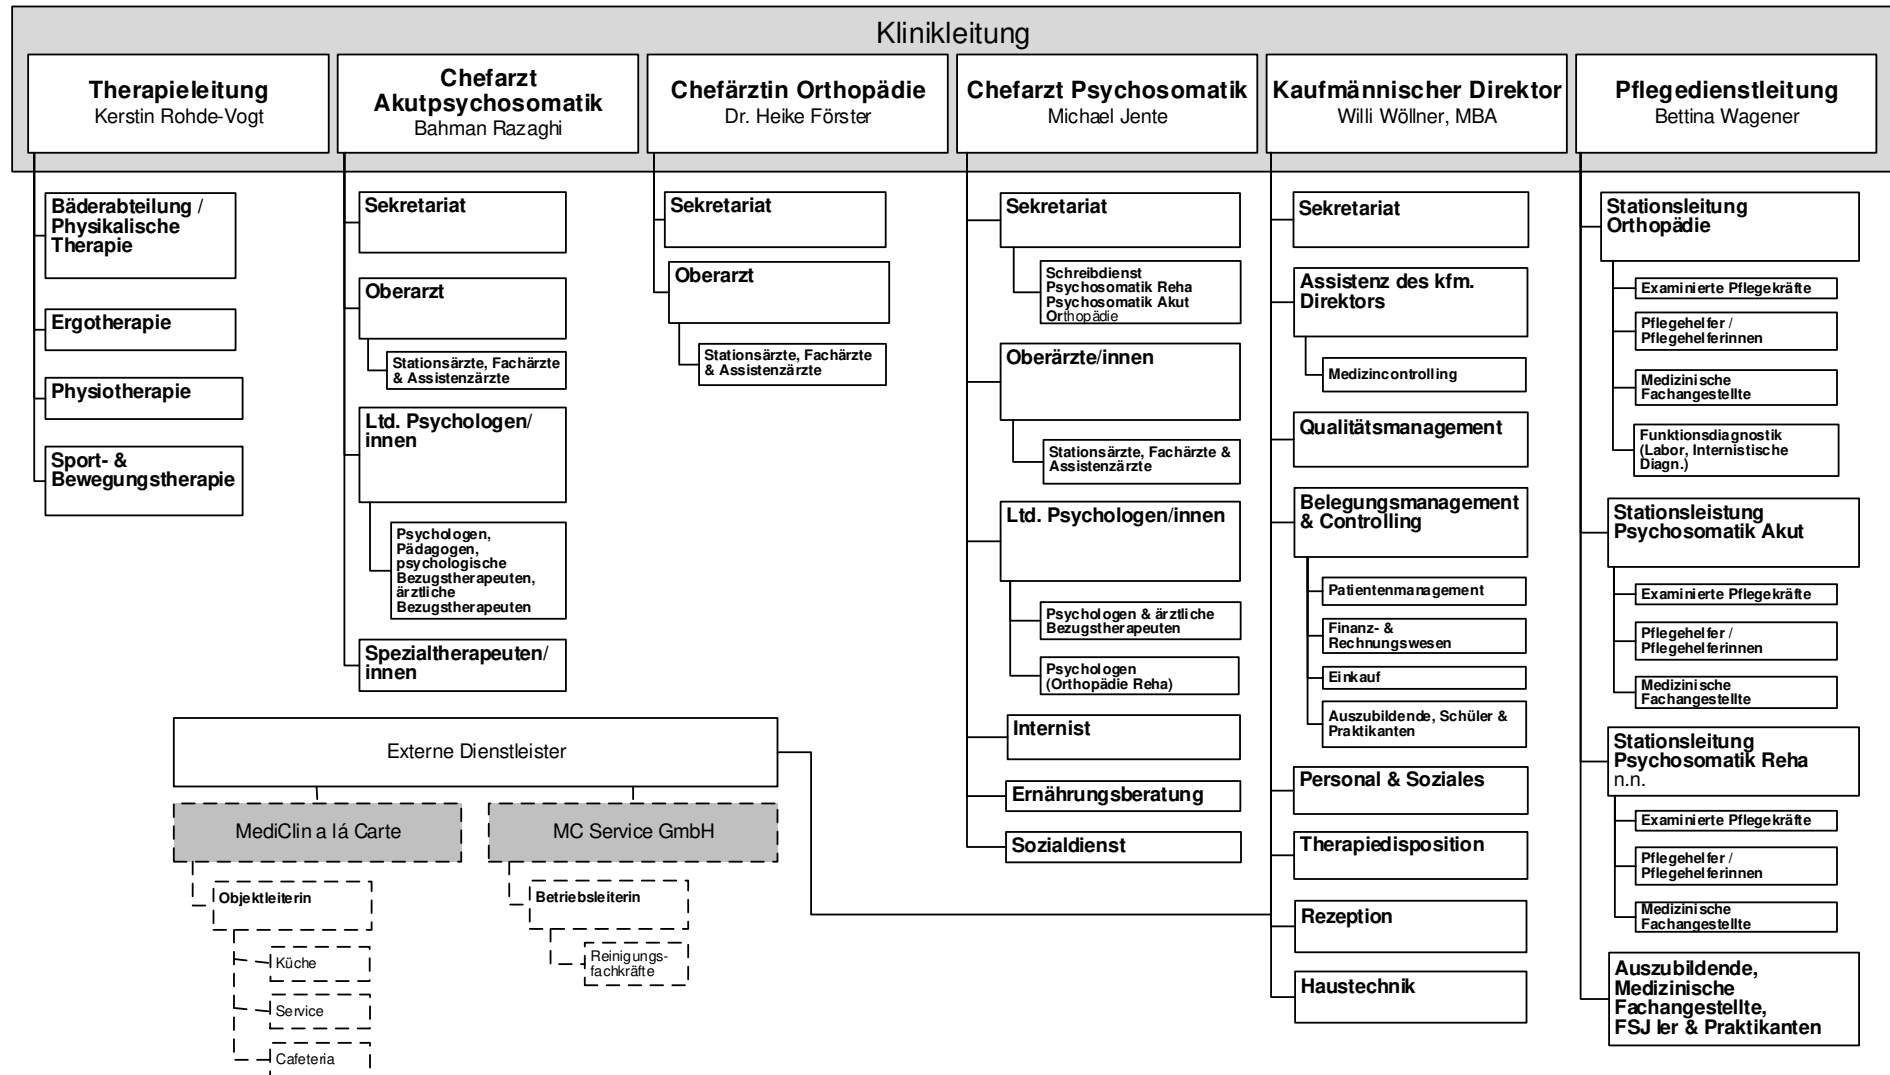 Klinikleitung
Therapieleitung
Kerstin Rohde-Vogt
Bäderabteilung /
Physikalische
Therapie
Ergotherapie
Physiotherapie
Sport- &
Bewegungstherapie
Chefarzt
Akutpsychosomatik
Bahman Razaghi
Sekretariat
Oberarzt
Stationsärzte, Fachärzte
& Assistenzärzte
Ltd. Psychologen/
innen
Psychologen,
Pädagogen,
psychologische
Bezugstherapeuten,
ärztliche
Bezugstherapeuten
Spezialtherapeuten/
innen
Chefärztin Orthopädie
Dr. Heike Förster
Sekretariat
Oberarzt
Stationsärzte, Fachärzte
& Assistenzärzte
Chefarzt Psychosomatik
Michael Jente
Sekretariat
Schreibdienst
Psychosomatik Reha
Psychosomatik Akut
Orthopädie
Oberärzte/innen
Stationsärzte, Fachärzte &
Assistenzärzte
Ltd. Psychologen/innen
Psychologen & ärztliche
Bezugstherapeuten
Psychologen
(Orthopädie Reha)
Internist
Ernährungsberatung
Sozialdienst
Kaufmännischer Direktor
Willi Wöllner, MBA
Sekretariat
Assistenz des kfm.
Direktors
Medizincontrolling
Qualitätsmanagement
Belegungsmanagement
& Controlling
Patientenmanagement
Finanz- &
Rechnungswesen
Einkauf
Auszubildende, Schüler &
Praktikanten
Personal & Soziales
Therapiedisposition
Rezeption
Haustechnik
Pflegedienstleitung
Bettina Wagener
Stationsleitung
Orthopädie
Examinierte Pflegekräfte
Pflegehelfer /
Pflegehelferinnen
Medizinische
Fachangestellte
Funktionsdiagnostik
(Labor, Internistische
Diagn.)
Stationsleistung
Psychosomatik Akut
Examinierte Pflegekräfte
Pflegehelfer /
Pflegehelferinnen
Medizinische
Fachangestellte
Stationsleitung
Psychosomatik Reha
n.n.
Examinierte Pflegekräfte
Pflegehelfer /
Pflegehelferinnen
Medizinische
Fachangestellte
Auszubildende,
Medizinische
Fachangestellte,
FSJ ler & Praktikanten
Externe Dienstleister
MediClin a lá Carte
Objektleiterin
Küche
Service
Cafeteria
MC Service GmbH
Betriebsleiterin
Reinigungs-
fachkräfte